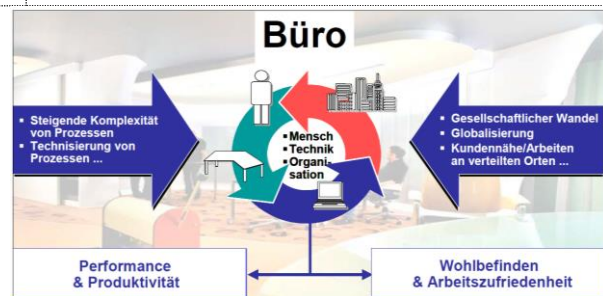 Büro
▪ Steigende Komplexität
von Prozessen
▪ Technisierung von
Prozessen ...
▪ Mensch
▪ Technik
▪ Organi-
sation
▪ Gesellschaftlicher Wandel
▪ Globalisierung
▪ Kundennähe/Arbeiten
an verteilten Orten ...
Performance
& Produktivität
Wohlbefinden
& Arbeitszufriedenheit